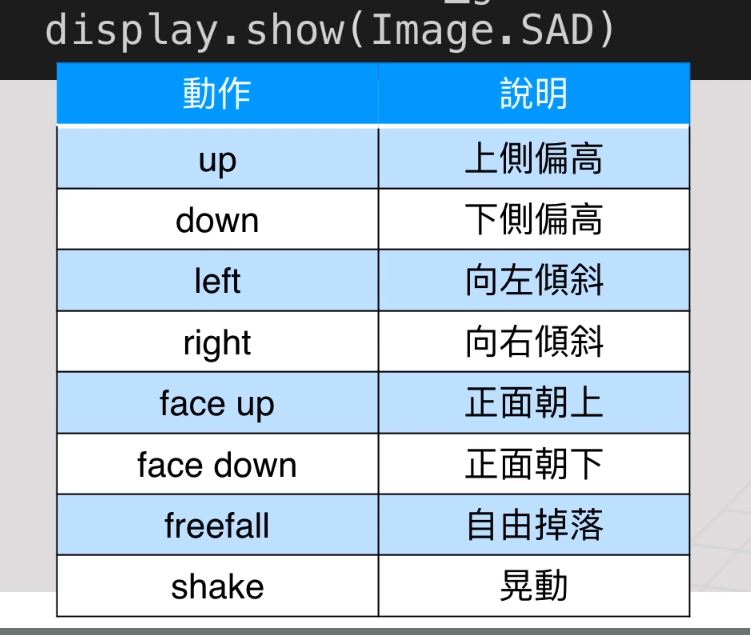 display.show(Image.SAD)
動作 說明
up 上側偏高
down 下側偏高
left 向左傾斜
right 向右傾斜
face up 正面朝上
face down 正面朝下
freefall 自由掉落
shake 晃動